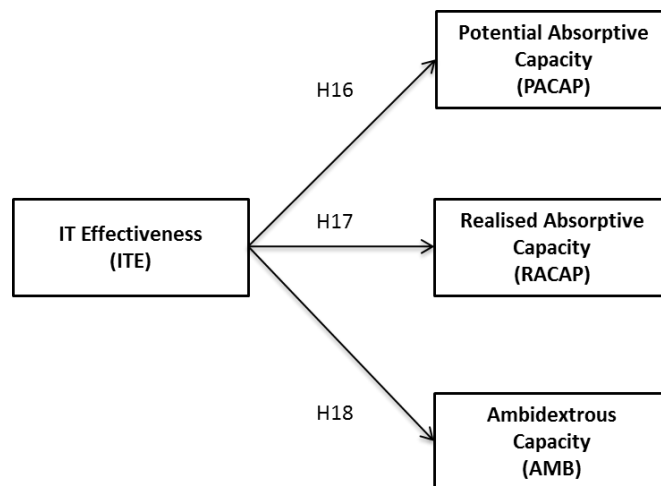 Potential Absorptive
Capacity
(PACAP)
H16
IT Effectiveness
(ITE)
H17
Realised Absorptive
Capacity
(RACAP)
H18
Ambidextrous
Capacity
(AMB)